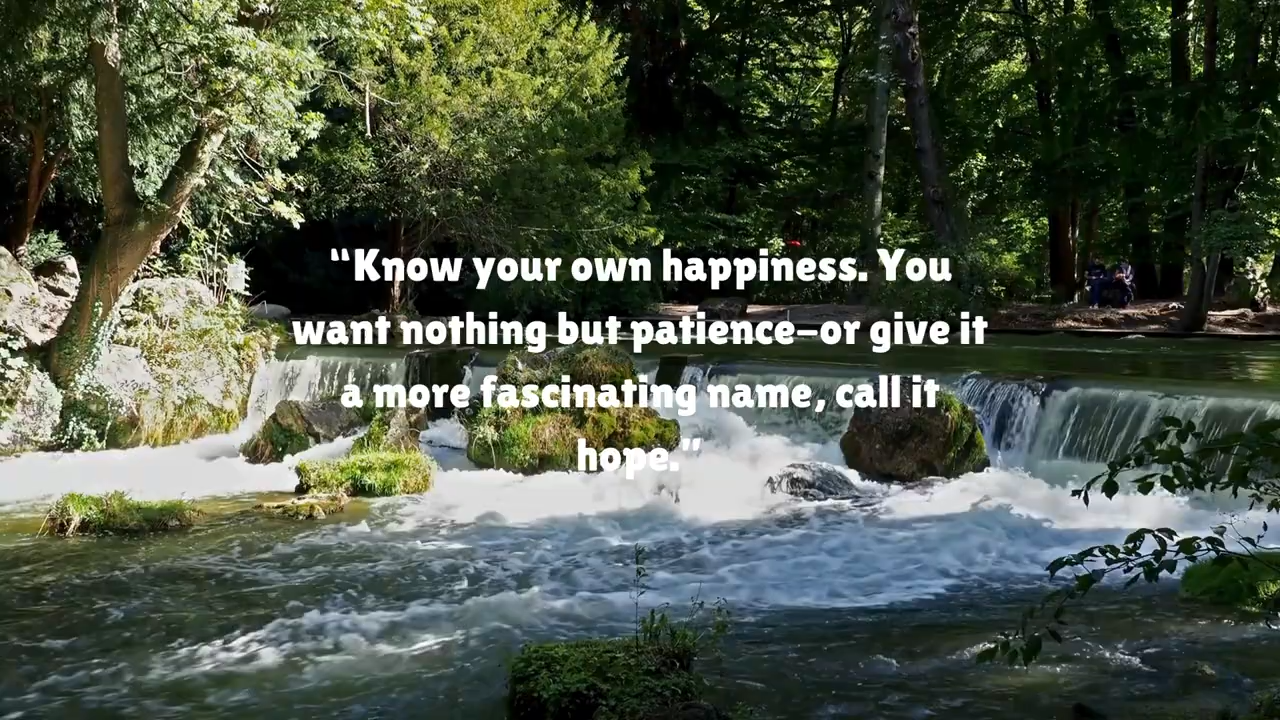 “Know your own happiness. You
want nothing but patience–or give it
a more fascinating name, call it
hope.”